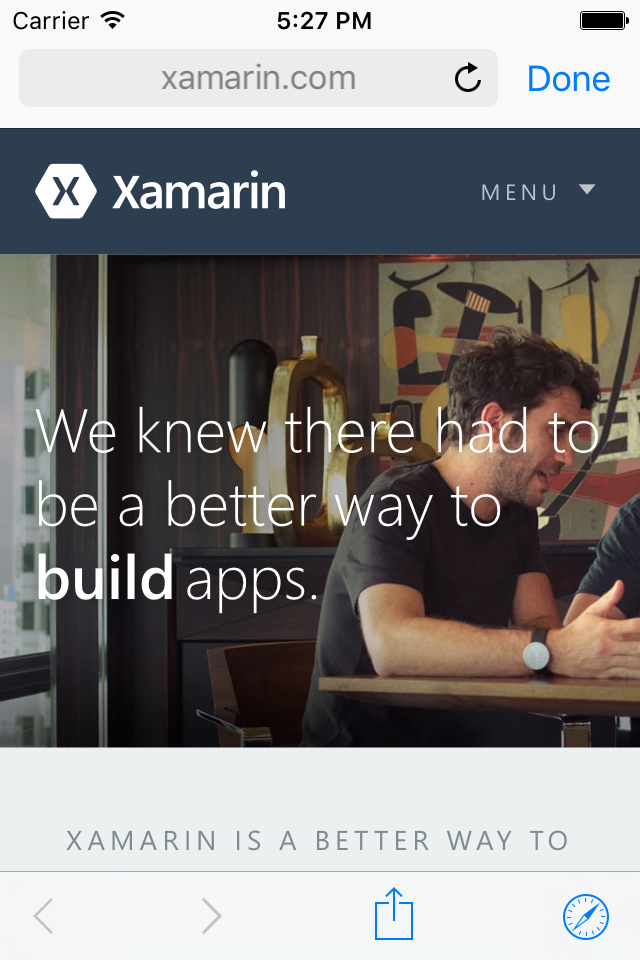 Carrier 5:27 PM
xamarin.com Done
Xamarin MENU
We knew there had to
be a better way to
build apps.
XAMARIN IS A BETTER WAY TO